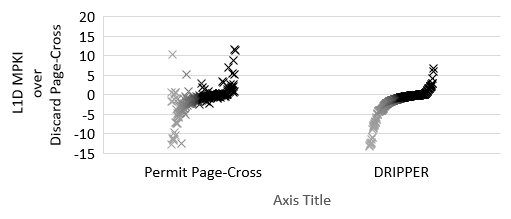 20
15
10
5
0
-5
-10
-15
L1D MPKI
over
Discard Page-Cross
Permit Page-Cross
DRIPPER
Axis Title